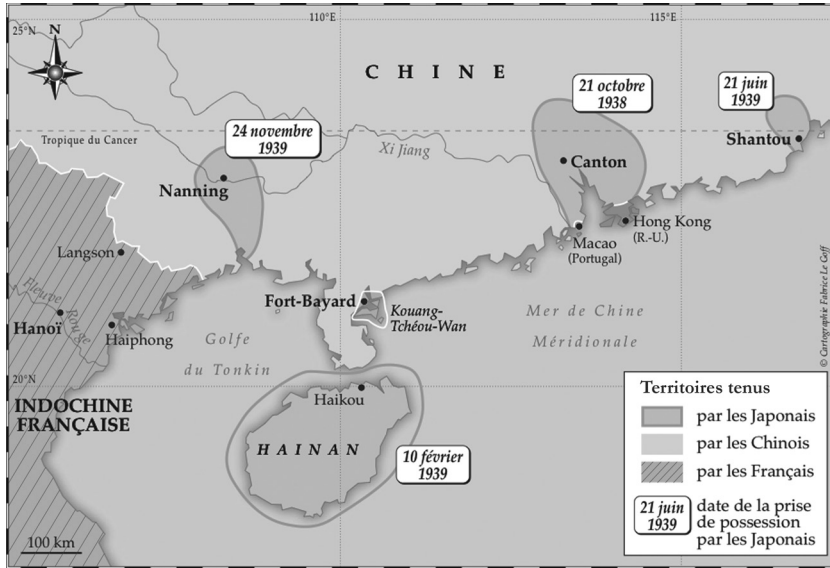 110°E
115°E
25°N
N
CHINE
21 octobre
1938
21 juin
1939
24 novembre
1939
Tropique du Cancer
Xi Jiang
Shantou
Canton
Nanning
Hong Kong
(R.-U.)
Macao
(Portugal)
Langson
Fort-Bayard
Kouang-
Tchéou-Wan
Fleuve
Rouge
Hanoï
Haiphong
Golfe
du Tonkin
Mer de Chine
Méridionale
20°N
INDOCHINE
FRANÇAISE
Haikou
HAINAN
10 février
1939
100 km
Territoires tenus
par les Japonais
par les Chinois
par les Français
21 juin
1939
date de la prise
de possession
par les Japonais
© Cartographie Fabrice Le Goff